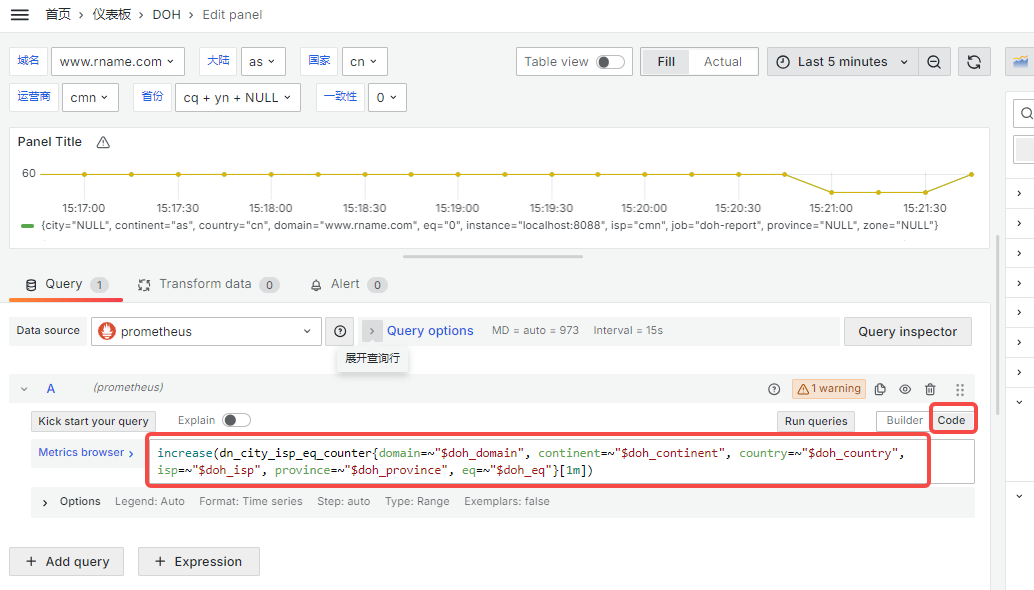 首页 › 仪表板 › DOH › Edit panel
域名 www.rname.com 大陆 as 国家 cn Table view Fill Actual Last 5 minutes
运营商 cmn 省份 cq + yn + NULL 一致性 0
Panel Title
60
15:17:00 15:17:30 15:18:00 15:18:30 15:19:00 15:19:30 15:20:00 15:20:30 15:21:00 15:21:30
{city="NULL", continent="as", country="cn", domain="www.rname.com", eq="0", instance="localhost:8088", isp="cmn", job="doh-report", province="NULL", zone="NULL"}
Query 1 Transform data 0 Alert 0
Data source prometheus Query options MD = auto = 973 Interval = 15s Query inspector
展开查询行
A (prometheus) 1 warning
Kick start your query Explain Run queries Builder Code
Metrics browser › increase(dn_city_isp_eq_counter{domain=~"$doh_domain", continent=~"$doh_continent", country=~"$doh_country",
isp=~"$doh_isp", province=~"$doh_province", eq=~"$doh_eq"}[1m])
› Options Legend: Auto Format: Time series Step: auto Type: Range Exemplars: false
+ Add query + Expression